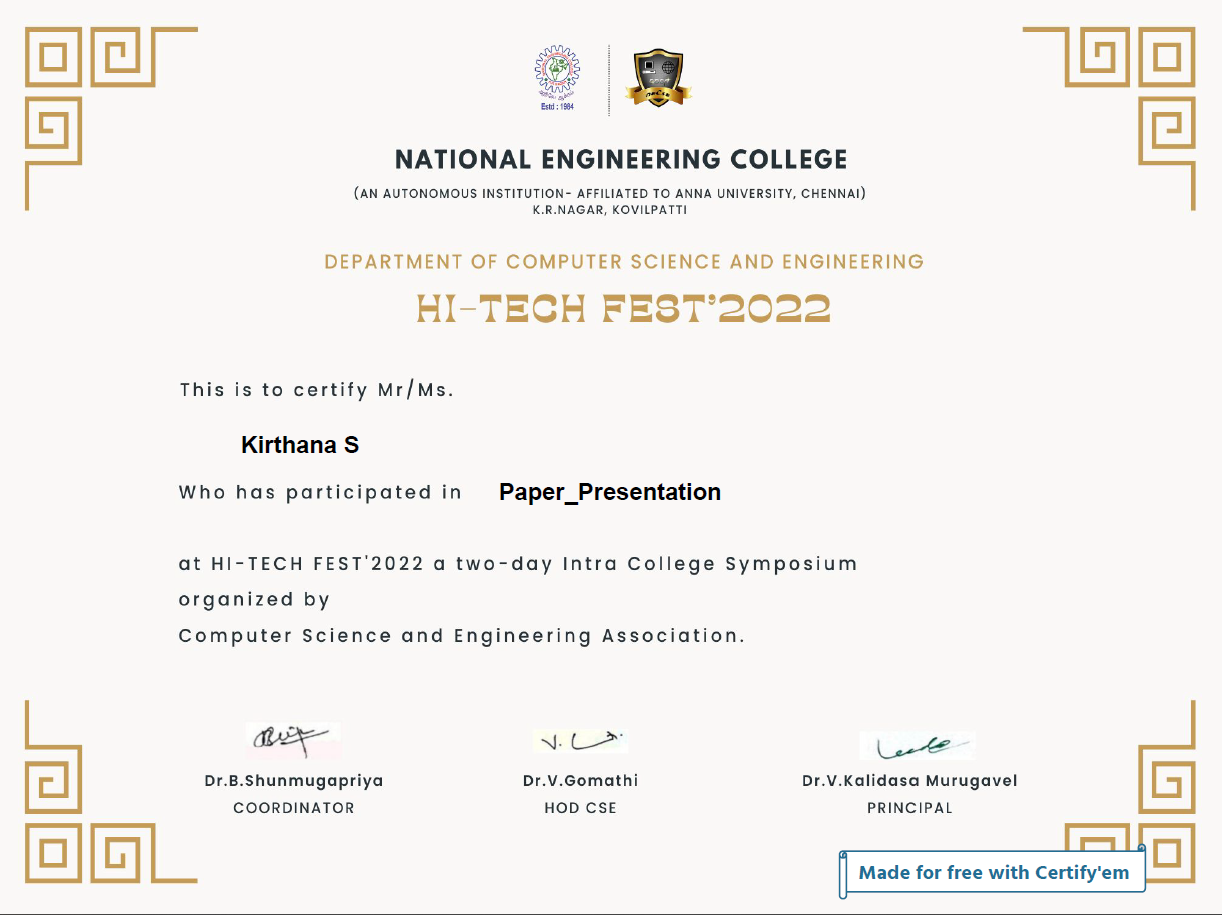 Estd : 1984
NATIONAL ENGINEERING COLLEGE
(AN AUTONOMOUS INSTITUTION- AFFILIATED TO ANNA UNIVERSITY, CHENNAI)
K.R.NAGAR, KOVILPATTI
DEPARTMENT OF COMPUTER SCIENCE AND ENGINEERING
HI-TECH FEST'2022
This is to certify Mr/Ms.
Kirthana S
Who has participated in Paper_Presentation
at HI-TECH FEST'2022 a two-day Intra College Symposium
organized by
Computer Science and Engineering Association.
Dr.B.Shunmugapriya Dr.V.Gomathi Dr.V.Kalidasa Murugavel
COORDINATOR HOD CSE PRINCIPAL
Made for free with Certify'em